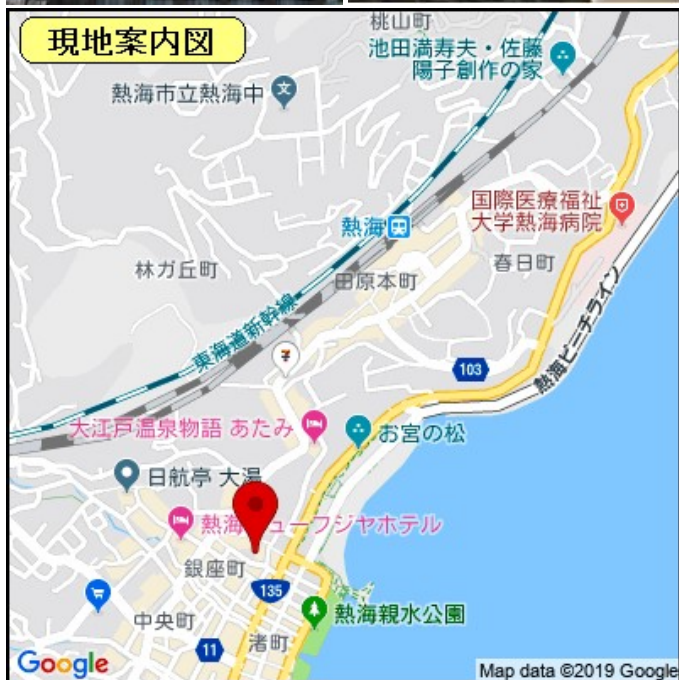 現地案内図
桃山町
池田満寿夫・佐藤
陽子創作の家
熱海市立熱海中
文
国際医療福祉
大学熱海病院
熱海
春日町
林ガ丘町
田原本町
熱海ビーチライン
東海道新幹線
103
大江戸温泉物語 あたみ
お宮の松
日航亭 大湯
熱海ニューフジヤホテル
銀座町
135
中央町
熱海親水公園
11
渚町
Google
Map data ©2019 Google